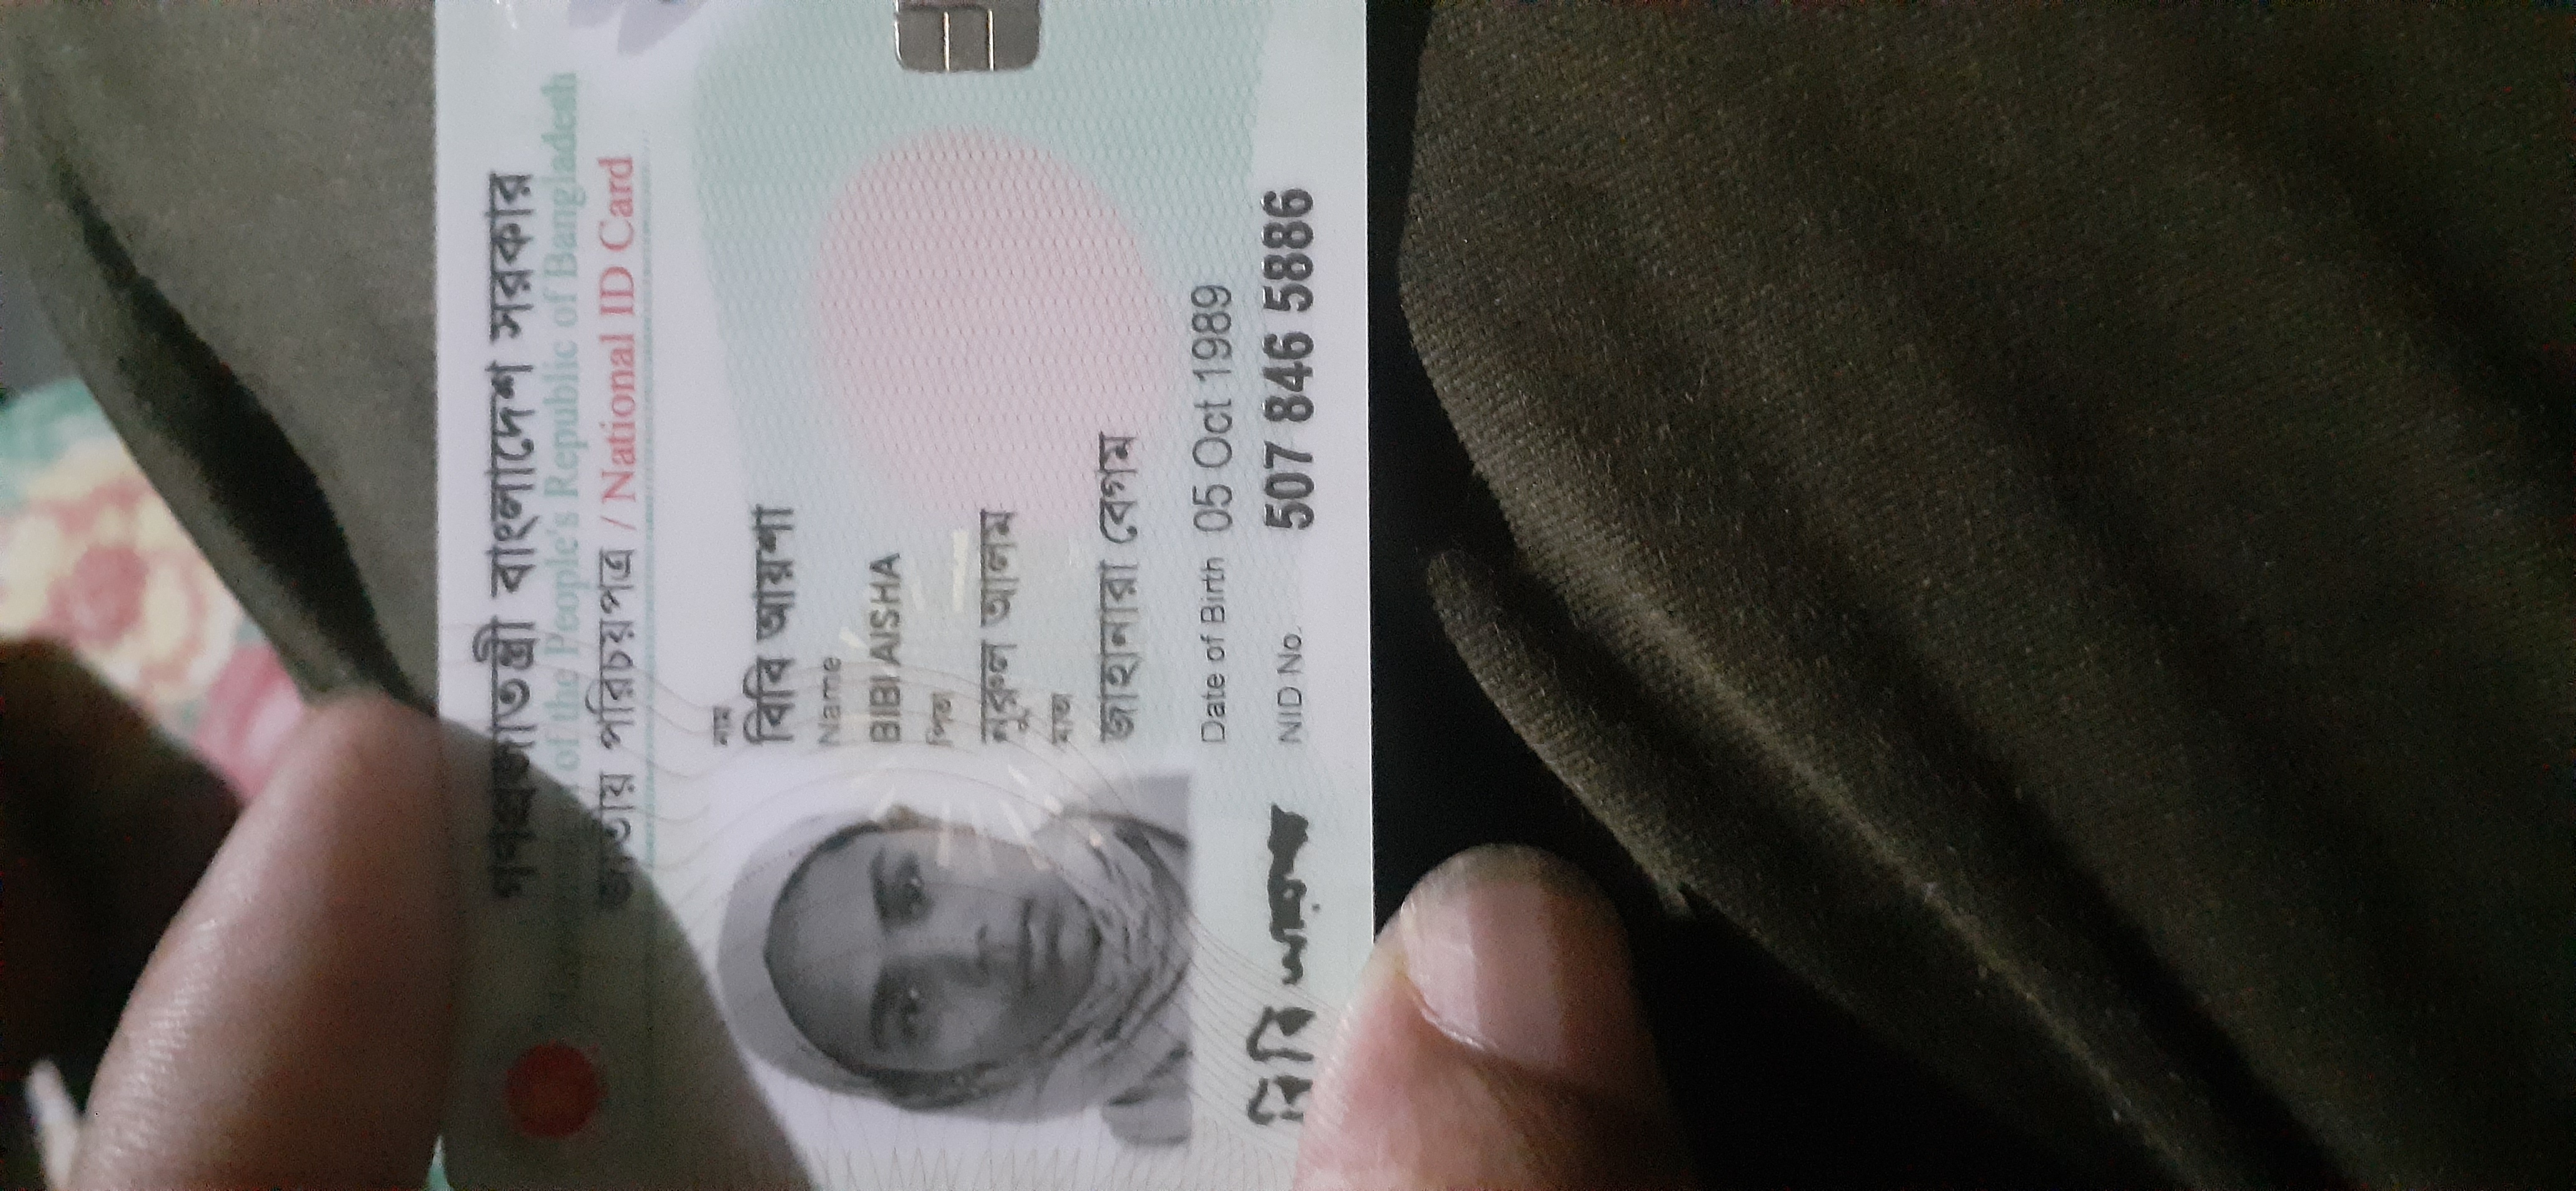 গণপ্রজাতন্ত্রী বাংলাদেশ সরকার
Government of the People's Republic of Bangladesh
জাতীয় পরিচয়পত্র / National ID Card
নাম
বিবি আয়শা
Name
BIBI AISHA
পিতা
নুরুল আলম
মাতা
জাহানারা বেগম
Date of Birth 05 Oct 1989
বিবি আয়শা
NID No. 507 846 5886